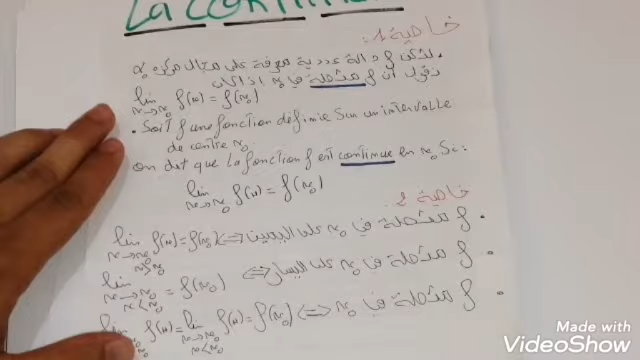 La continuité
خاصية 1:
• لتكن f دالة عددية معرفة على مجال مركزه x₀
نقول أن f متصلة في x₀ إذا كان
lim f(x) = f(x₀)
x→x₀
• Soit f une fonction définie sur un intervalle
de centre x₀
on dit que la fonction f est continue en x₀ si:
lim f(x) = f(x₀)
x→x₀
خاصية 2
• f متصلة في x₀ على اليمين ⇔ lim f(x) = f(x₀)
x→x₀
x>x₀
• f متصلة في x₀ على اليسار ⇔ lim = f(x₀)
x→x₀
x<x₀
• f متصلة في x₀ ⇔ lim f(x) = lim f(x) = f(x₀)
x→x₀
x<x₀
Made with
VideoShow